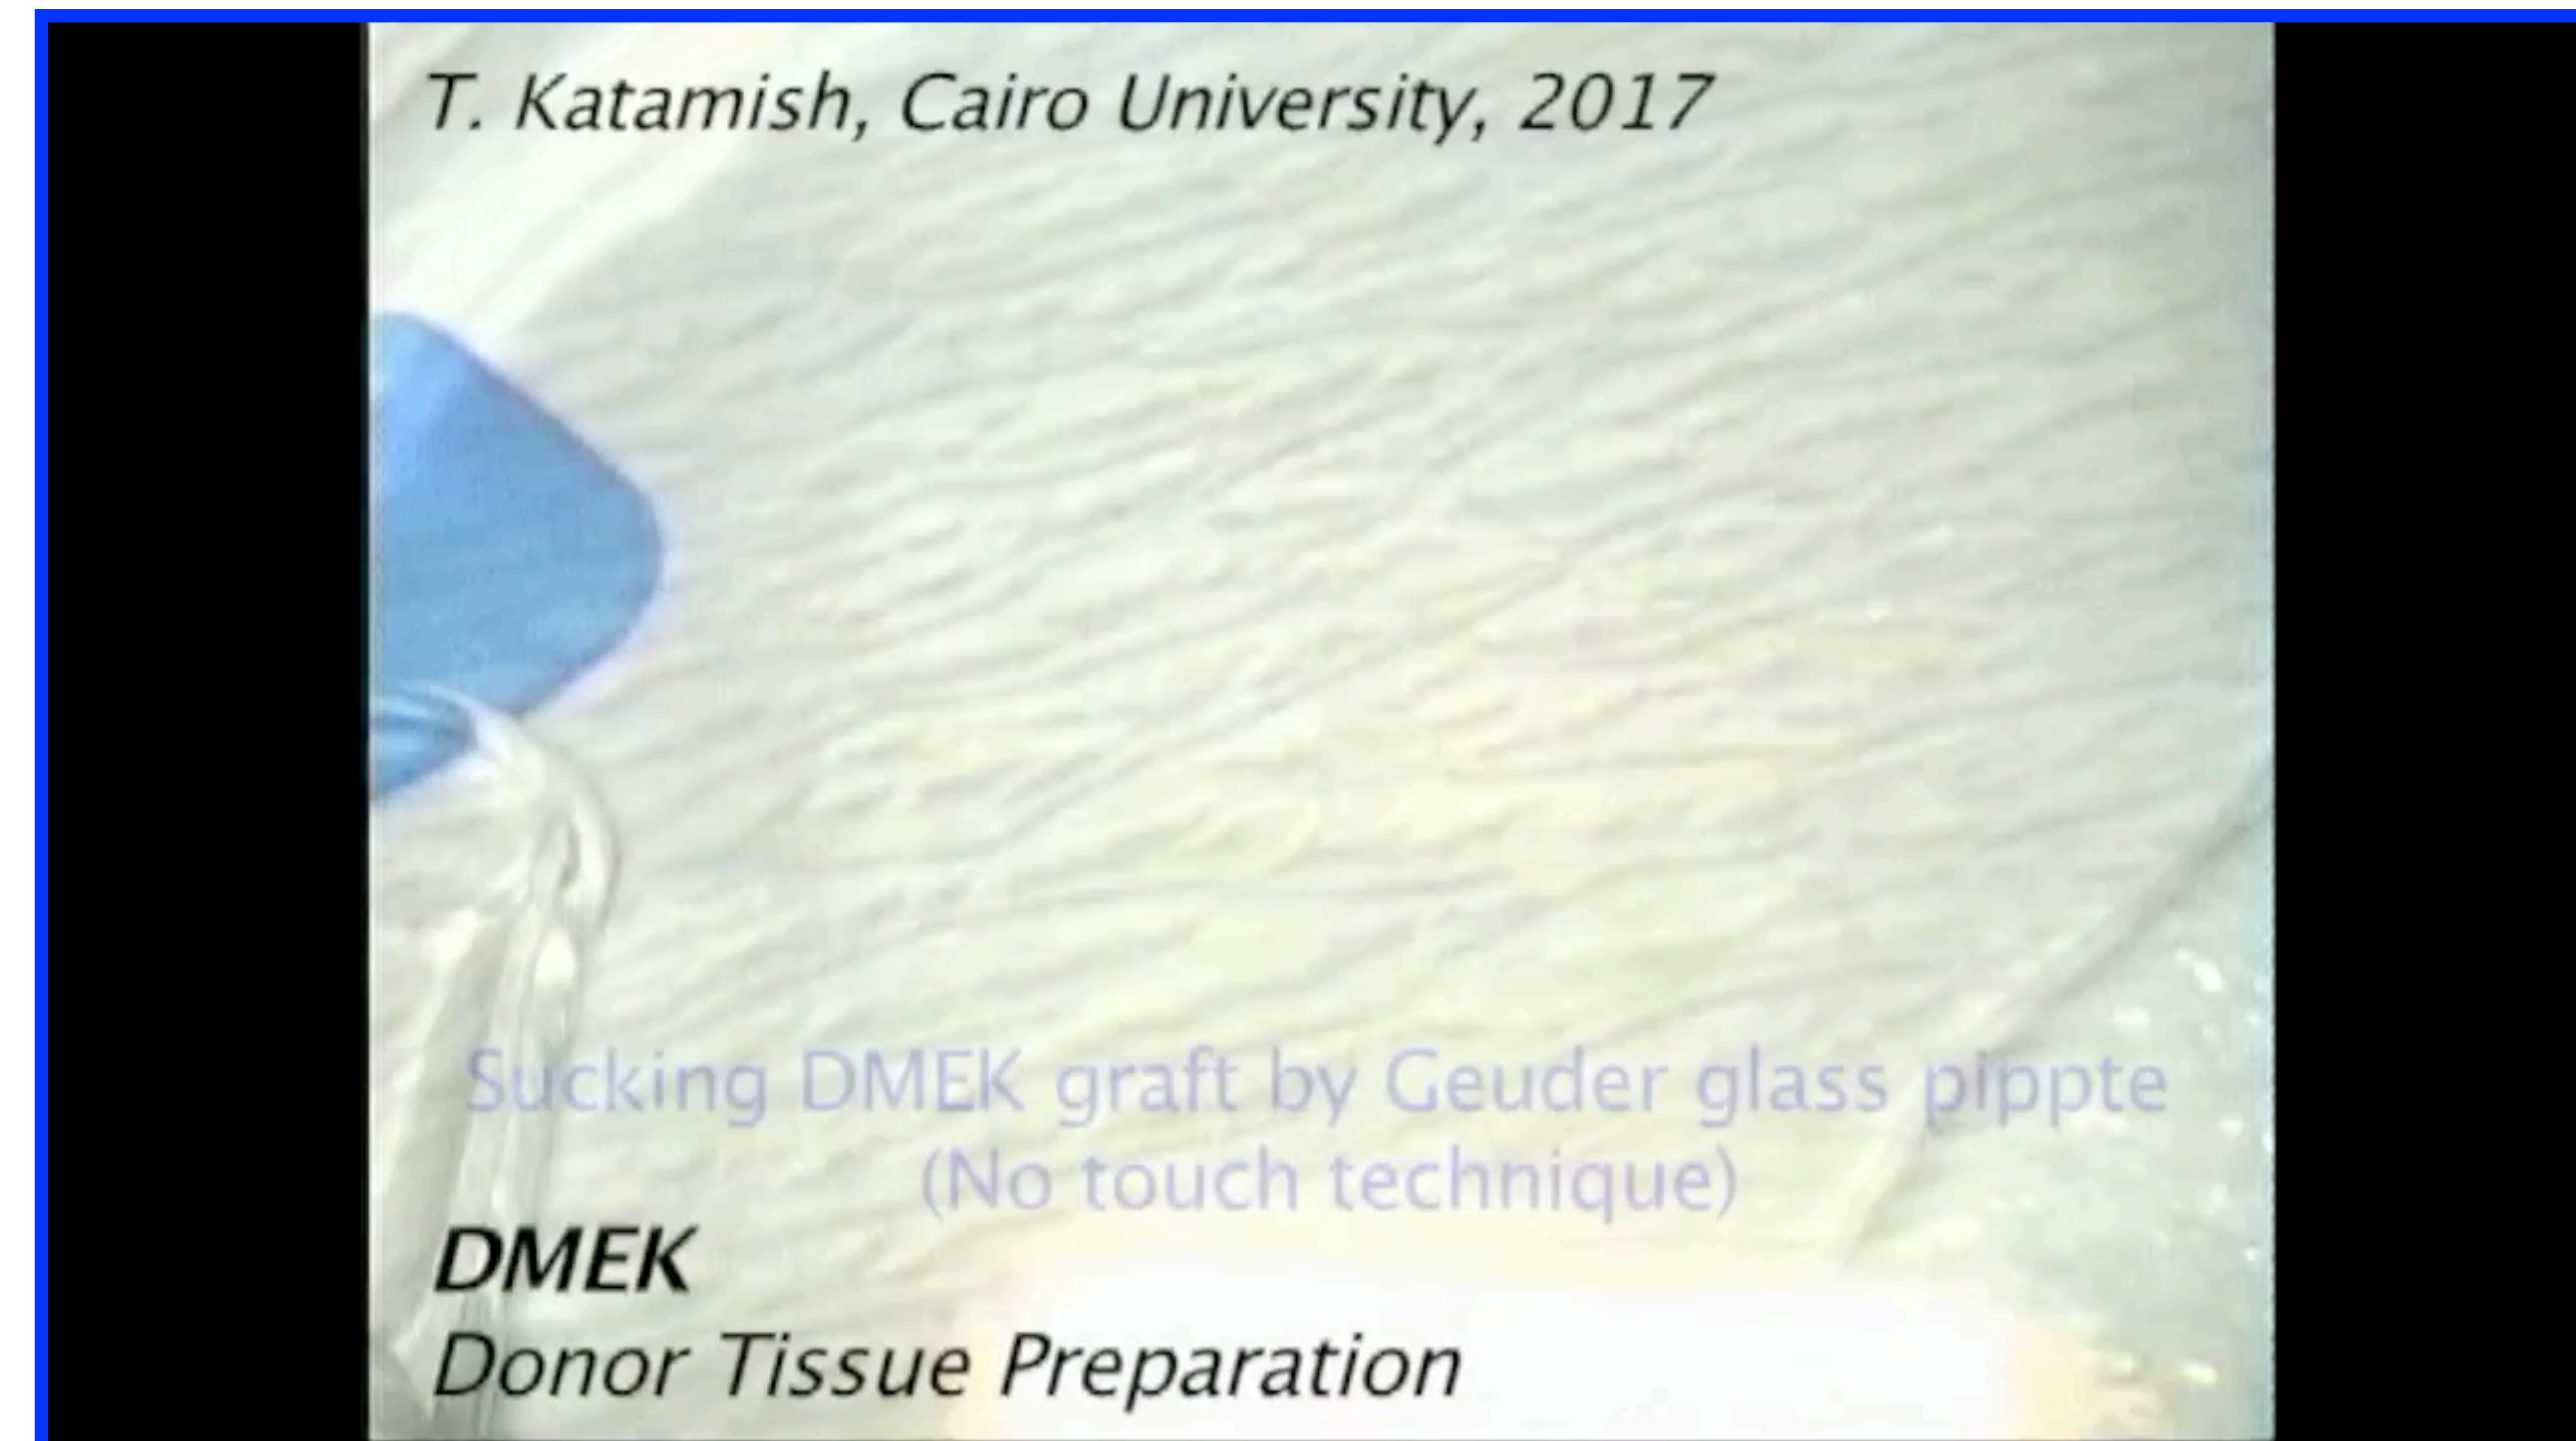 T. Katamish, Cairo University, 2017
Sucking DMEK graft by Geuder glass pippte
(No touch technique)
DMEK
Donor Tissue Preparation